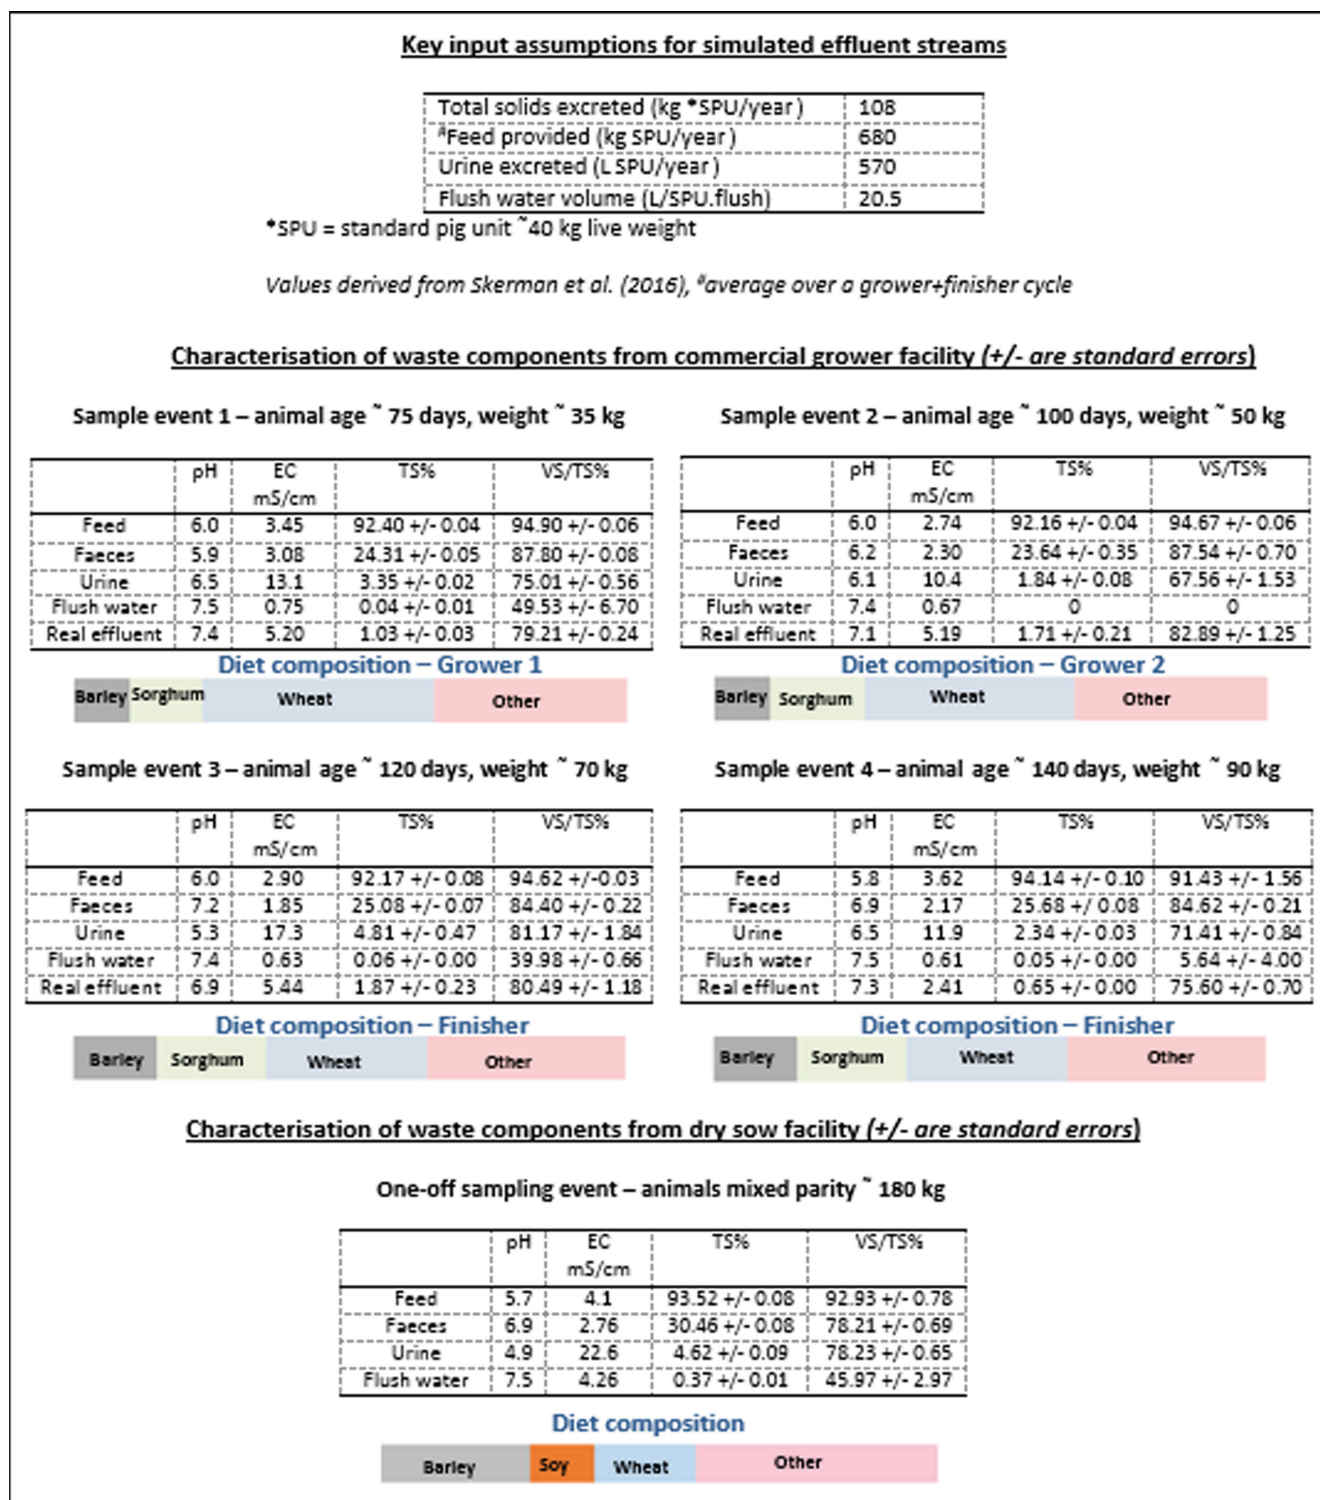 Key input assumptions for simulated effluent streams
Total solids excreted (kg *SPU/year) 108
#Feed provided (kg SPU/year) 680
Urine excreted (L SPU/year) 570
Flush water volume (L/SPU.flush) 20.5
*SPU = standard pig unit ~40 kg live weight
Values derived from Skerman et al. (2016), #average over a grower+finisher cycle
Characterisation of waste components from commercial grower facility (+/- are standard errors)
Sample event 1 – animal age ~ 75 days, weight ~ 35 kg
pH EC TS% VS/TS%
mS/cm
Feed 6.0 3.45 92.40 +/- 0.04 94.90 +/- 0.06
Faeces 5.9 3.08 24.31 +/- 0.05 87.80 +/- 0.08
Urine 6.5 13.1 3.35 +/- 0.02 75.01 +/- 0.56
Flush water 7.5 0.75 0.04 +/- 0.01 49.53 +/- 6.70
Real effluent 7.4 5.20 1.03 +/- 0.03 79.21 +/- 0.24
Diet composition – Grower 1
Barley Sorghum Wheat Other
Sample event 2 – animal age ~ 100 days, weight ~ 50 kg
pH EC TS% VS/TS%
mS/cm
Feed 6.0 2.74 92.16 +/- 0.04 94.67 +/- 0.06
Faeces 6.2 2.30 23.64 +/- 0.35 87.54 +/- 0.70
Urine 6.1 10.4 1.84 +/- 0.08 67.56 +/- 1.53
Flush water 7.4 0.67 0 0
Real effluent 7.1 5.19 1.71 +/- 0.21 82.89 +/- 1.25
Diet composition – Grower 2
Barley Sorghum Wheat Other
Sample event 3 – animal age ~ 120 days, weight ~ 70 kg
pH EC TS% VS/TS%
mS/cm
Feed 6.0 2.90 92.17 +/- 0.08 94.62 +/-0.03
Faeces 7.2 1.85 25.08 +/- 0.07 84.40 +/- 0.22
Urine 5.3 17.3 4.81 +/- 0.47 81.17 +/- 1.84
Flush water 7.4 0.63 0.06 +/- 0.00 39.98 +/- 0.66
Real effluent 6.9 5.44 1.87 +/- 0.23 80.49 +/- 1.18
Diet composition – Finisher
Barley Sorghum Wheat Other
Sample event 4 – animal age ~ 140 days, weight ~ 90 kg
pH EC TS% VS/TS%
mS/cm
Feed 5.8 3.62 94.14 +/- 0.10 91.43 +/- 1.56
Faeces 6.9 2.17 25.68 +/ 0.08 84.62 +/- 0.21
Urine 6.5 11.9 2.34 +/- 0.03 71.41 +/- 0.84
Flush water 7.5 0.61 0.05 +/- 0.00 5.64 +/- 4.00
Real effluent 7.3 2.41 0.65 +/- 0.00 75.60 +/- 0.70
Diet composition – Finisher
Barley Sorghum Wheat Other
Characterisation of waste components from dry sow facility (+/- are standard errors)
One-off sampling event – animals mixed parity ~ 180 kg
pH EC TS% VS/TS%
mS/cm
Feed 5.7 4.1 93.52 +/- 0.08 92.93 +/- 0.78
Faeces 6.9 2.76 30.46 +/- 0.08 78.21 +/- 0.69
Urine 4.9 22.6 4.62 +/- 0.09 78.23 +/- 0.65
Flush water 7.5 4.26 0.37 +/- 0.01 45.97 +/- 2.97
Diet composition
Barley Soy Wheat Other